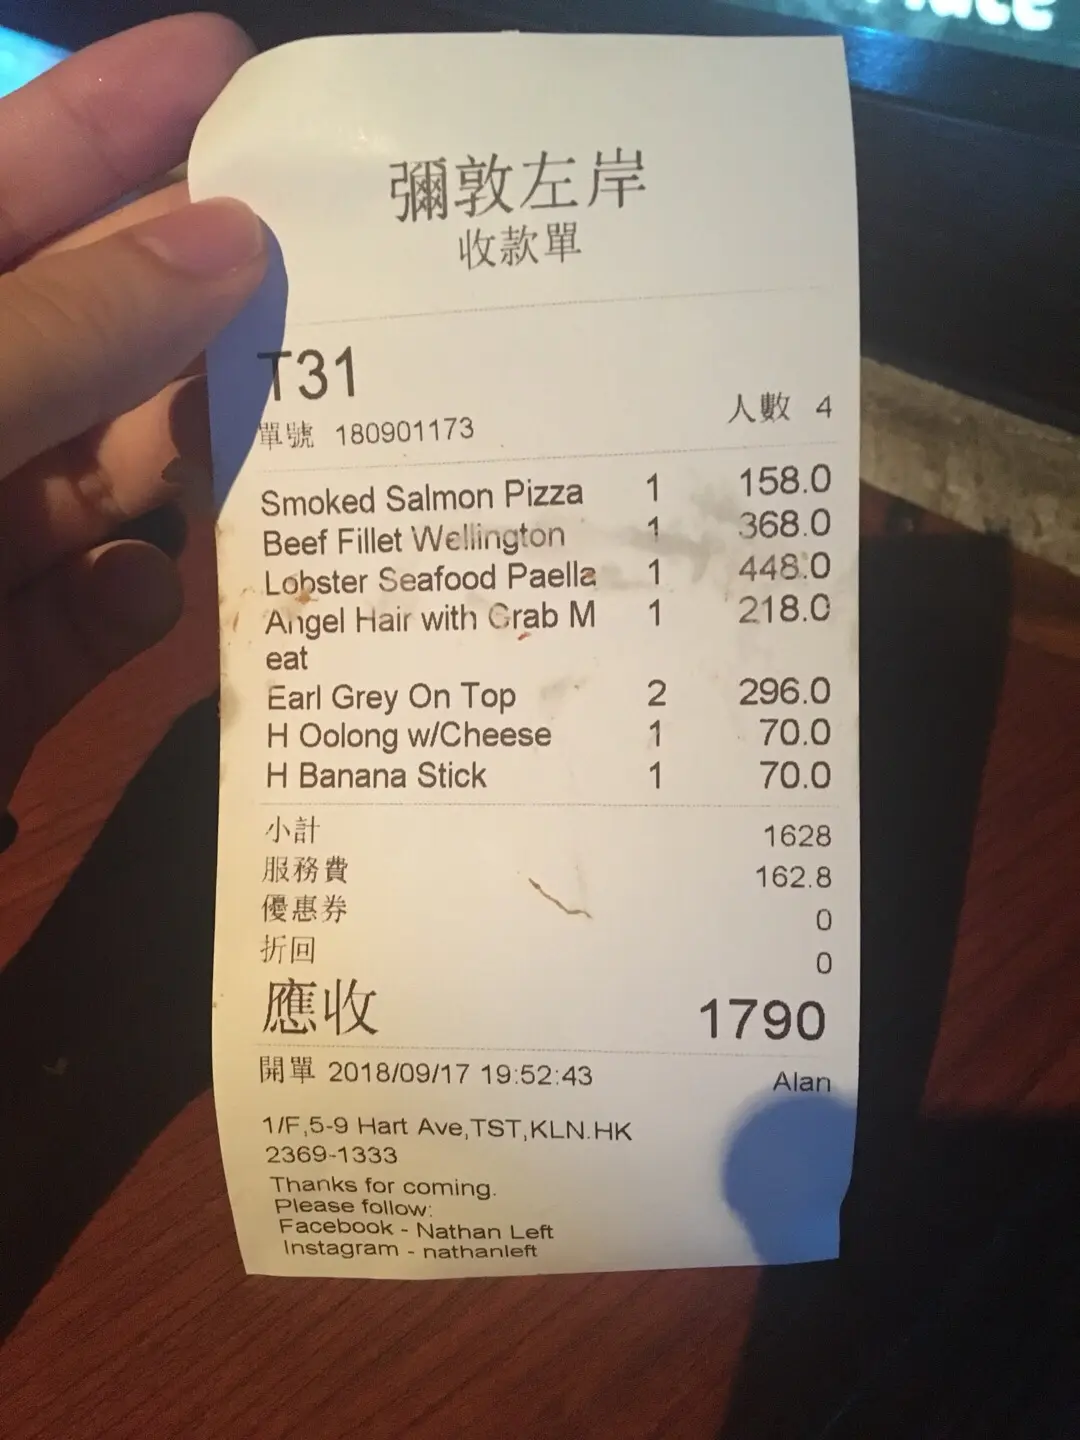 彌敦左岸
收款單
T31
單號 180901173 人數 4
Smoked Salmon Pizza 1 158.0
Beef Fillet Wellington 1 368.0
Lobster Seafood Paella 1 448.0
Angel Hair with Crab M 1 218.0
eat
Earl Grey On Top 2 296.0
H Oolong w/Cheese 1 70.0
H Banana Stick 1 70.0
小計 1628
服務費 162.8
優惠券 0
折回 0
應收 1790
開單 2018/09/17 19:52:43 Alan
1/F,5-9 Hart Ave,TST,KLN.HK
2369-1333
Thanks for coming.
Please follow:
Facebook - Nathan Left
Instagram - nathanleft